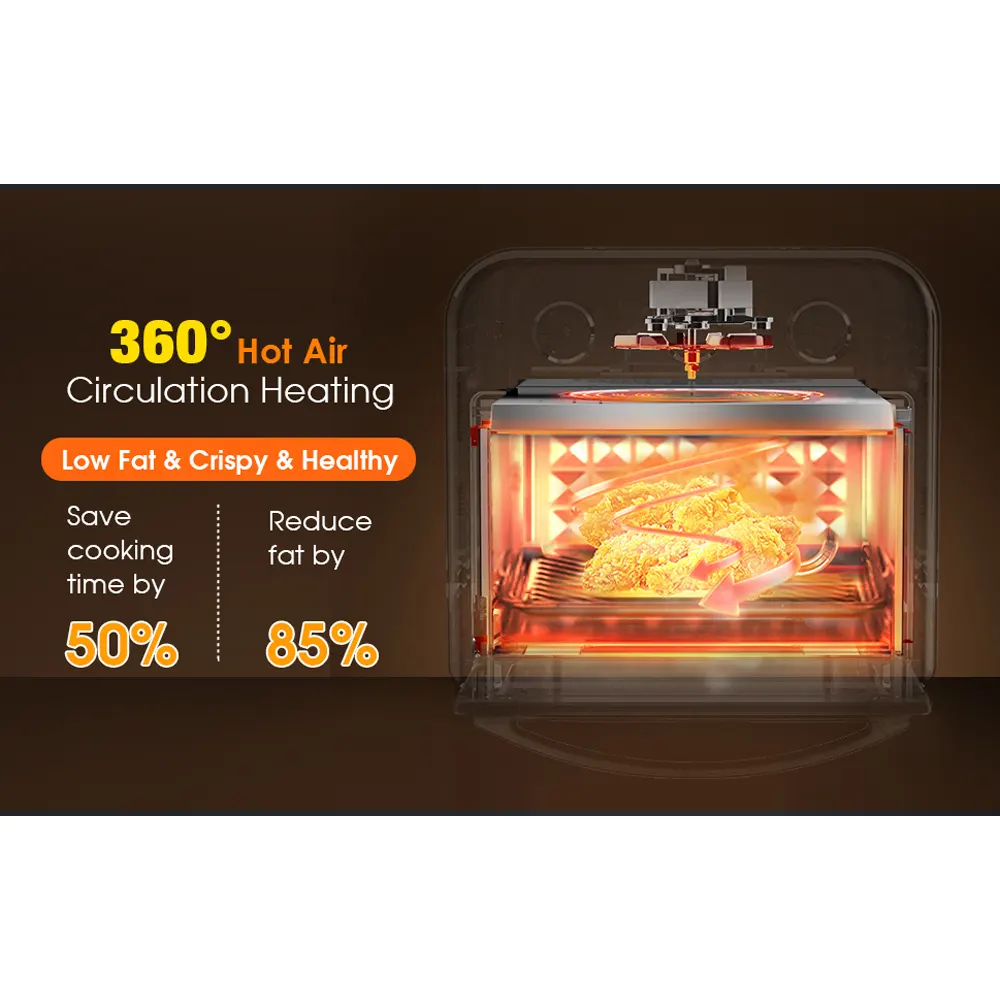 360° Hot Air
Circulation Heating
Low Fat & Crispy & Healthy
Save
cooking
time by
50%
Reduce
fat by
85%